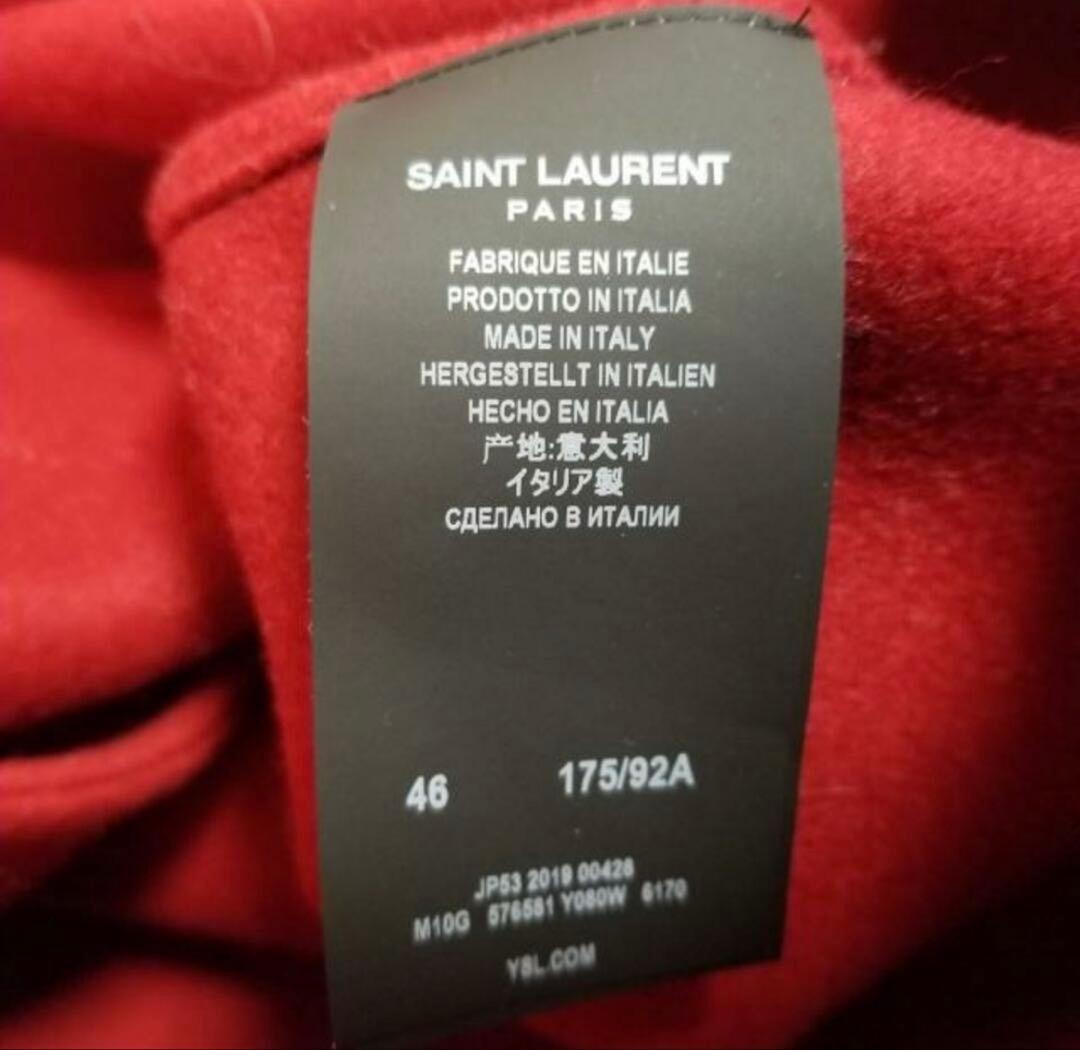 SAINT LAURENT
PARIS
FABRIQUE EN ITALIE
PRODOTTO IN ITALIA
MADE IN ITALY
HERGESTELLT IN ITALIEN
HECHO EN ITALIA
产地:意大利
イタリア製
СДЕЛАНО В ИТАЛИИ
46 175/92A
JP53 2019 00428
M10G 576581 Y080W 6170
YSL.COM